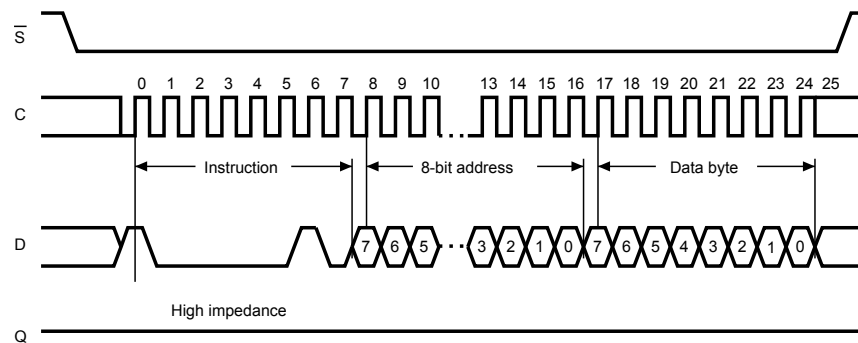 S
0 1 2 3 4 5 6 7 8 9 10 13 14 15 16 17 18 19 20 21 22 23 24 25
C
Instruction 8-bit address Data byte
D 7 6 5 3 2 1 0 7 6 5 4 3 2 1 0
High impedance
Q